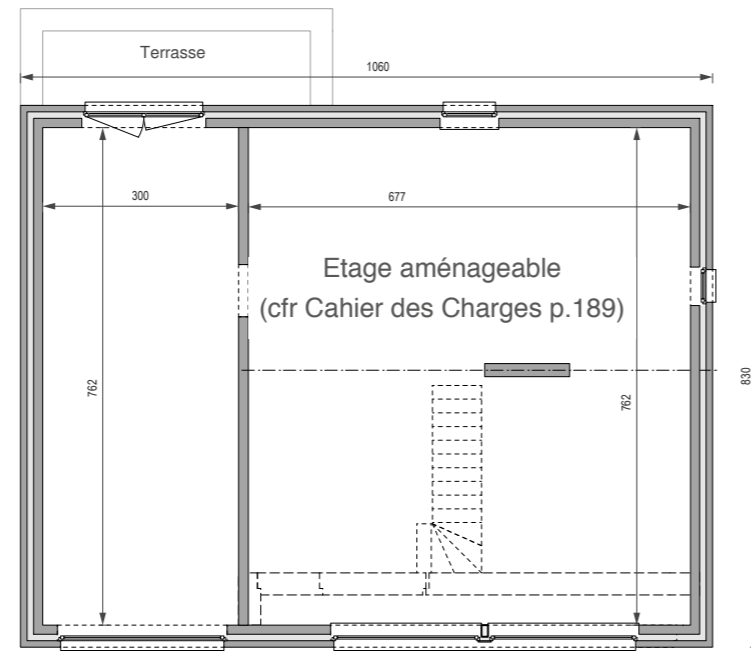 Terrasse
1060
300
677
Etage aménageable
(cfr Cahier des Charges p.189)
762
762
830